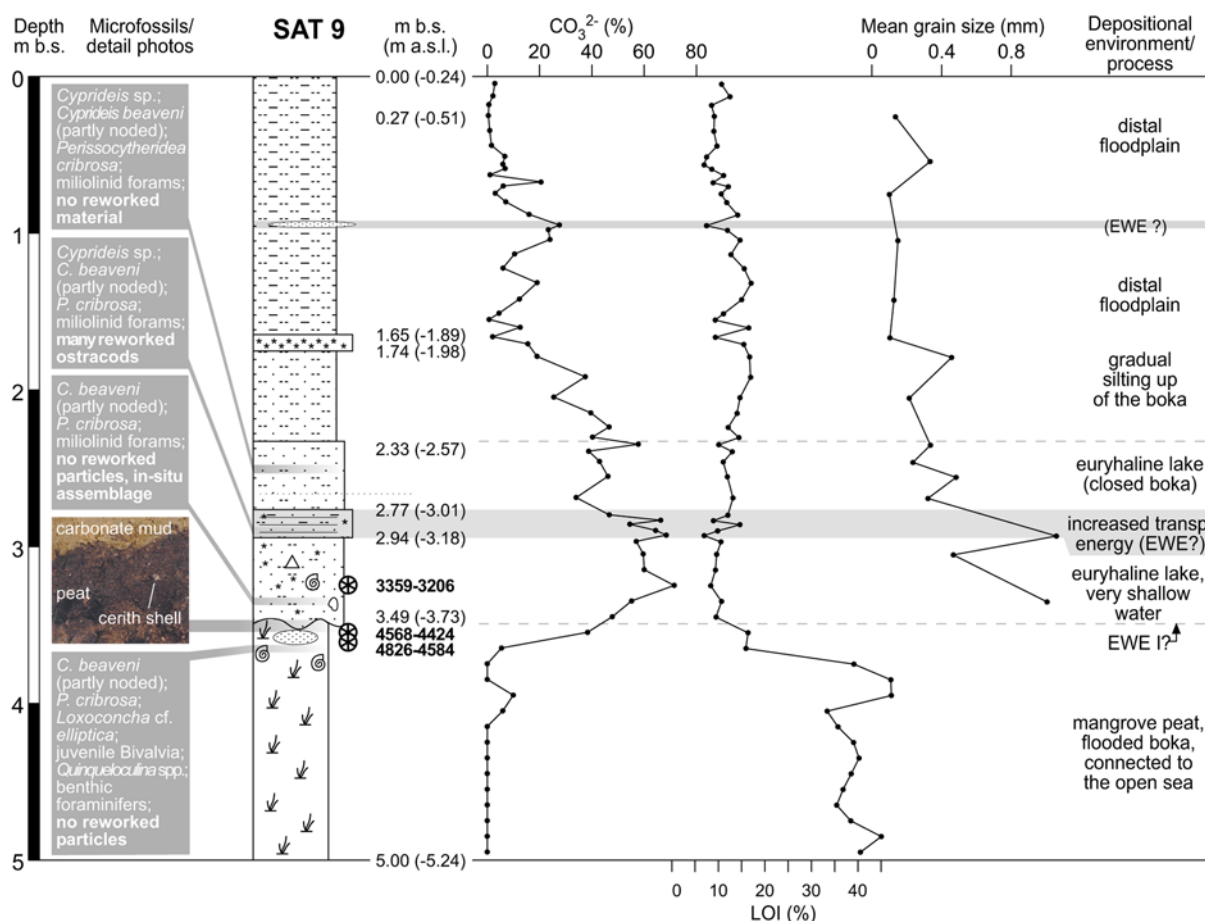 Depth
m b.s.
Microfossils/
detail photos
SAT 9
m b.s.
(m a.s.l.)
CO₃²⁻ (%)
0 20 40 60 80
Mean grain size (mm)
0 0.4 0.8
Depositional
environment/
process
0
1
2
3
4
5
Cyprideis sp.;
Cyprideis beaveni
(partly noded);
Perissocytheridea
cribrosa;
miliolinid forams;
no reworked
material
Cyprideis sp.;
C. beaveni
(partly noded);
P. cribrosa;
miliolinid forams;
many reworked
ostracods
C. beaveni
(partly noded);
P. cribrosa;
miliolinid forams;
no reworked
particles, in-situ
assemblage
carbonate mud
peat
cerith shell
C. beaveni
(partly noded);
P. cribrosa;
Loxoconcha cf.
elliptica;
juvenile Bivalvia;
Quinqueloculina spp.;
benthic
foraminifers;
no reworked
particles
0.00 (-0.24)
0.27 (-0.51)
1.65 (-1.89)
1.74 (-1.98)
2.33 (-2.57)
2.77 (-3.01)
2.94 (-3.18)
3359-3206
3.49 (-3.73)
4568-4424
4826-4584
5.00 (-5.24)
distal
floodplain
(EWE ?)
distal
floodplain
gradual
silting up
of the boka
euryhaline lake
(closed boka)
increased transp
energy (EWE?)
euryhaline lake,
very shallow
water
EWE I?
mangrove peat,
flooded boka,
connected to
the open sea
0 10 20 30 40
LOI (%)